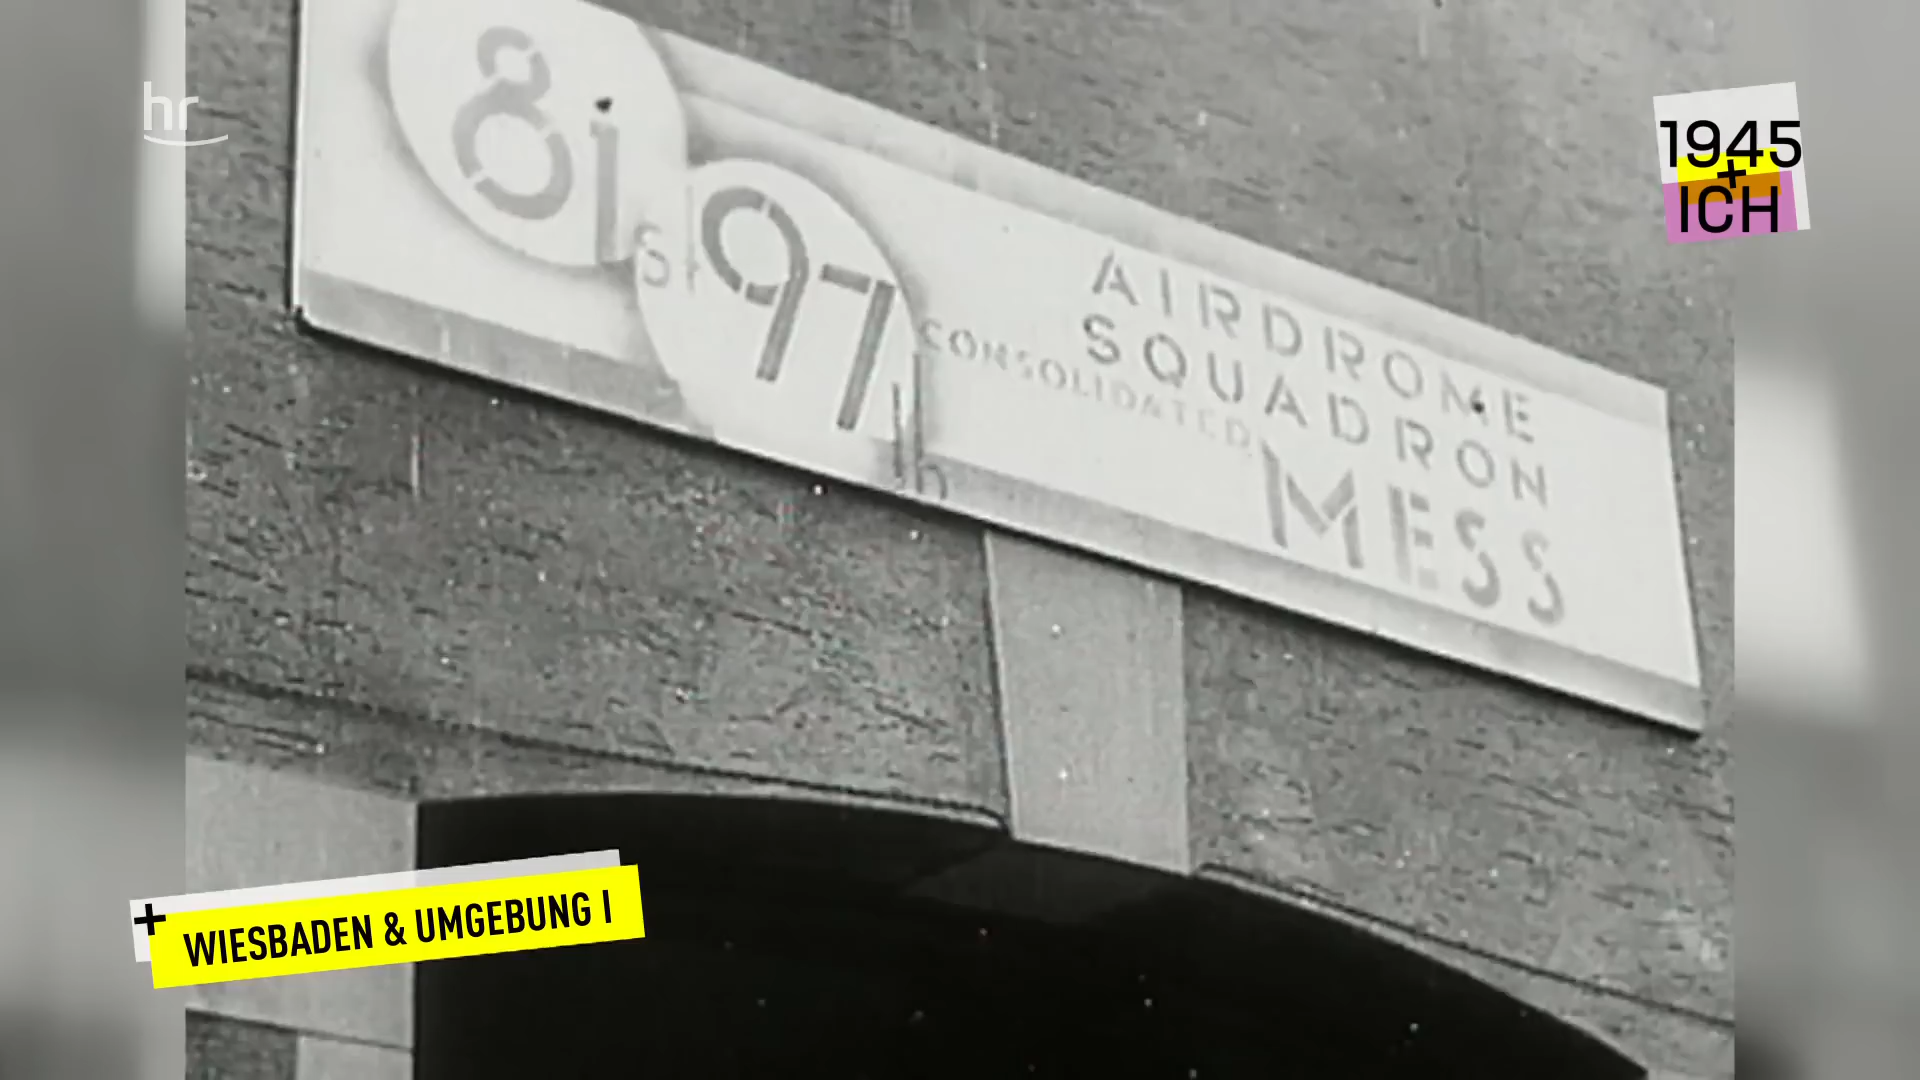 hr
1945
+
ICH
81st
97th
AIRDROME
SQUADRON
CONSOLIDATED
MESS
+
WIESBADEN & UMGEBUNG I